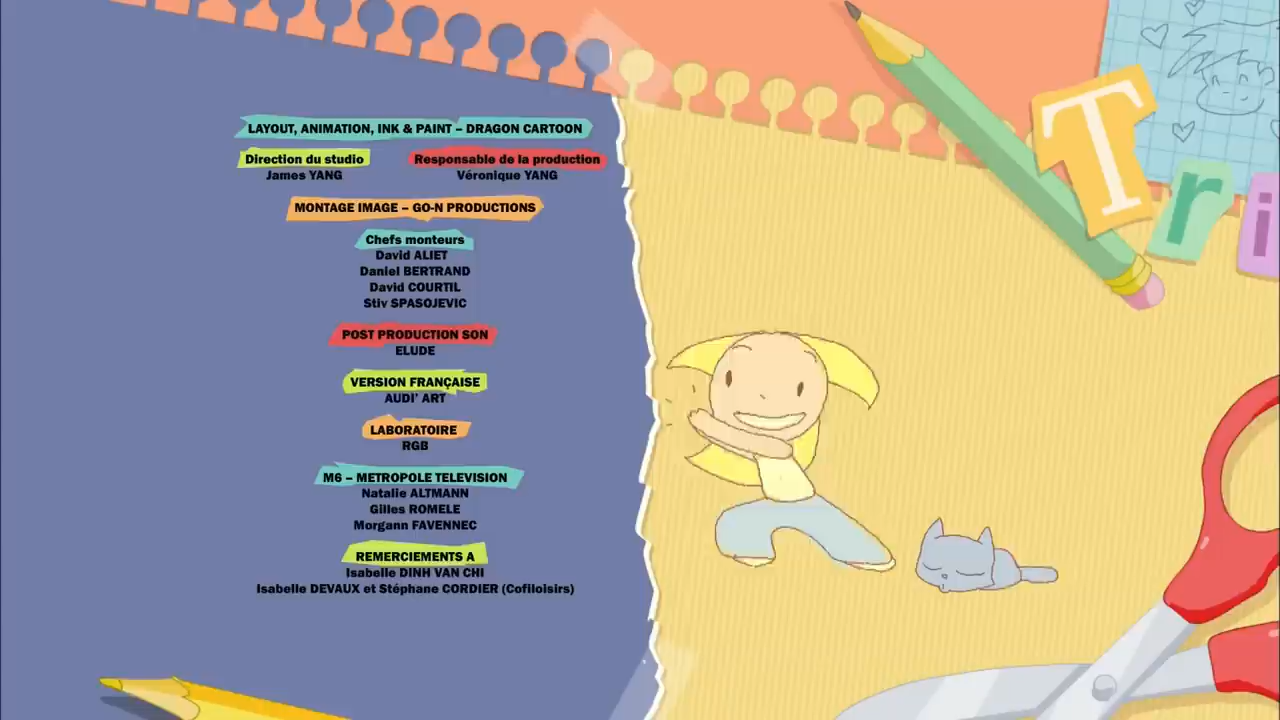 LAYOUT, ANIMATION, INK & PAINT – DRAGON CARTOON
Direction du studio
James YANG
Responsable de la production
Véronique YANG
MONTAGE IMAGE – GO-N PRODUCTIONS
Chefs monteurs
David ALIET
Daniel BERTRAND
David COURTIL
Stiv SPASOJEVIC
POST PRODUCTION SON
ELUDE
VERSION FRANÇAISE
AUDI' ART
LABORATOIRE
RGB
M6 – METROPOLE TELEVISION
Natalie ALTMANN
Gilles ROMELE
Morgann FAVENNEC
REMERCIEMENTS A
Isabelle DINH VAN CHI
Isabelle DEVAUX et Stéphane CORDIER (Cofiloisirs)
Tri